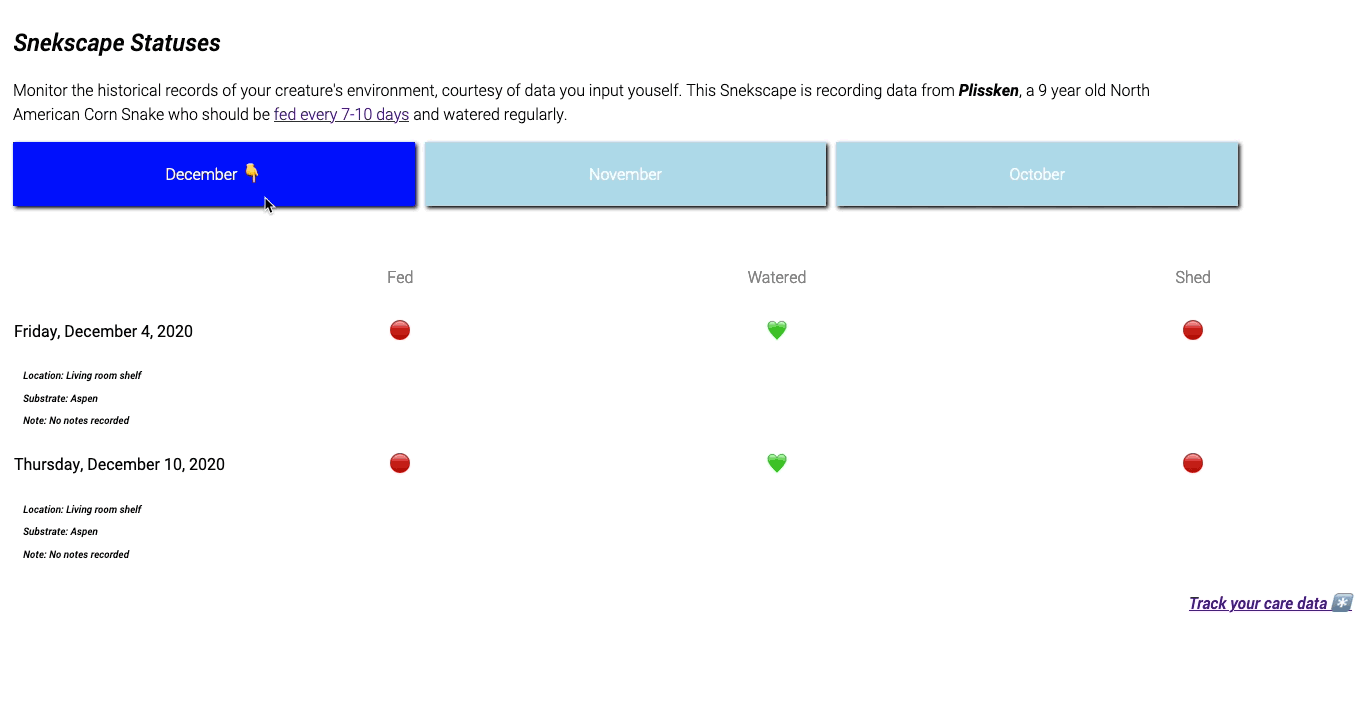 Snekscape Statuses
Monitor the historical records of your creature's environment, courtesy of data you input youself. This Snekscape is recording data from Plissken, a 9 year old North
American Corn Snake who should be fed every 7-10 days and watered regularly.
December 👇
November
October
Fed
Watered
Shed
Friday, December 4, 2020
Location: Living room shelf
Substrate: Aspen
Note: No notes recorded
Thursday, December 10, 2020
Location: Living room shelf
Substrate: Aspen
Note: No notes recorded
Track your care data *️⃣